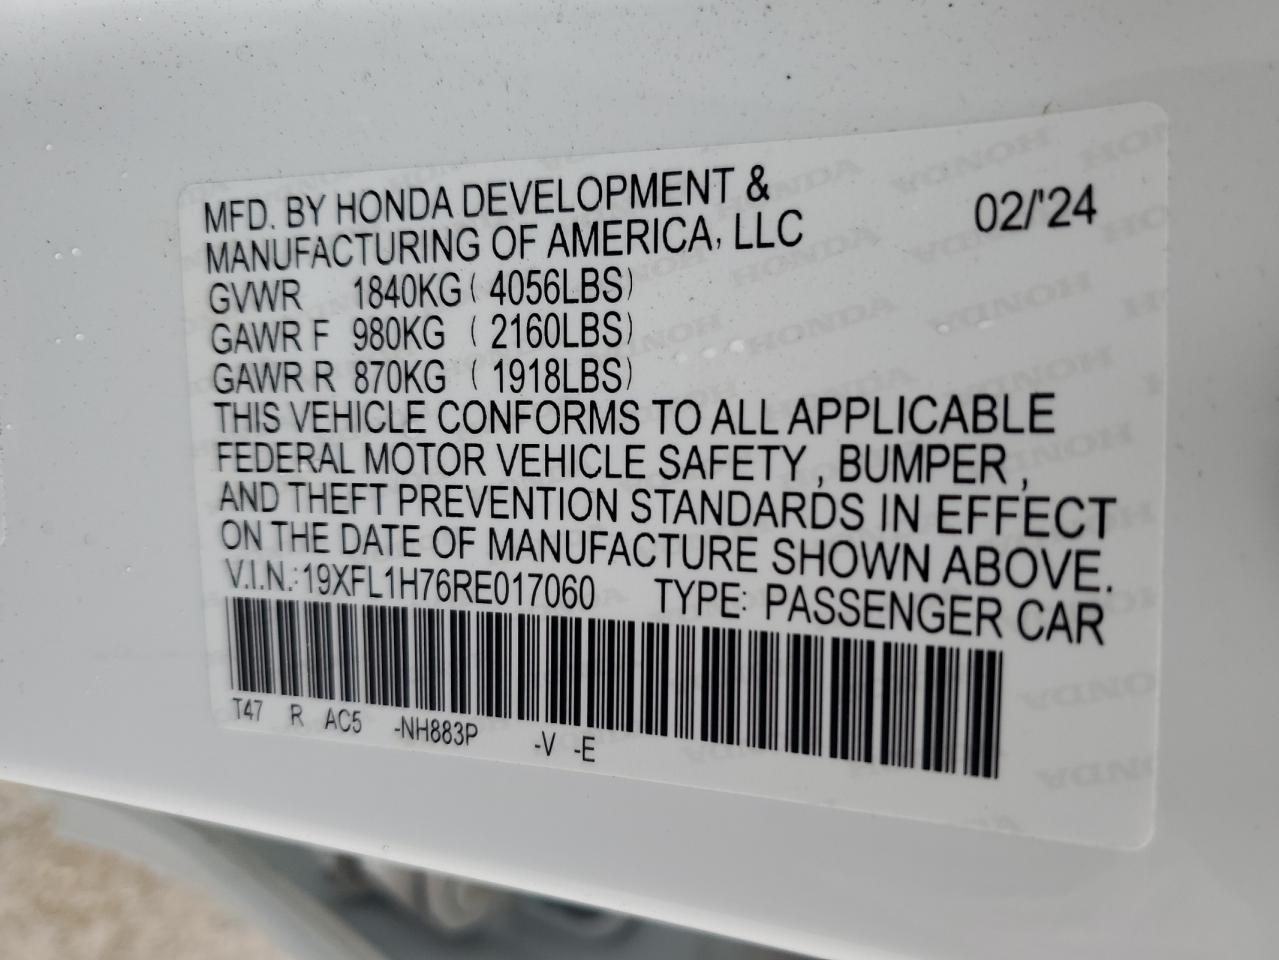 MFD. BY HONDA DEVELOPMENT &
MANUFACTURING OF AMERICA, LLC 02/'24
GVWR 1840KG ( 4056LBS)
GAWR F 980KG ( 2160LBS)
GAWR R 870KG ( 1918LBS)
THIS VEHICLE CONFORMS TO ALL APPLICABLE
FEDERAL MOTOR VEHICLE SAFETY , BUMPER ,
AND THEFT PREVENTION STANDARDS IN EFFECT
ON THE DATE OF MANUFACTURE SHOWN ABOVE.
V.I.N.: 19XFL1H76RE017060 TYPE: PASSENGER CAR
T47 R AC5 -NH883P -V -E